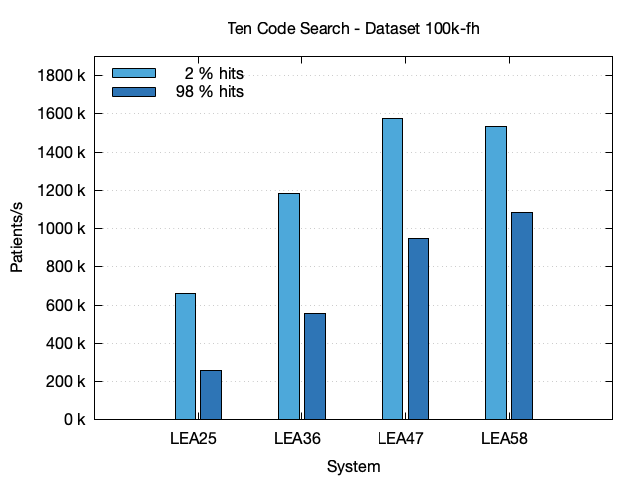 Ten Code Search - Dataset 100k-fh
2 % hits
98 % hits
1800 k
1600 k
1400 k
1200 k
1000 k
800 k
600 k
400 k
200 k
0 k
Patients/s
LEA25 LEA36 LEA47 LEA58
System